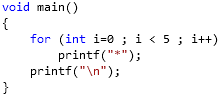 void main()
{
    for (int i=0 ; i < 5 ; i++)
        printf("*");
    printf("\n");
}